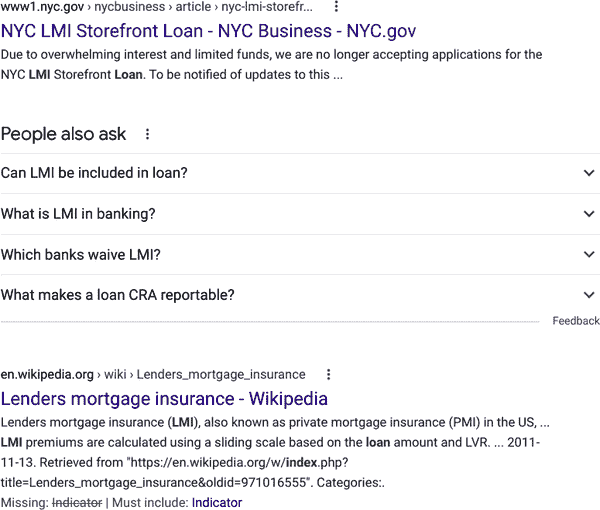 www1.nyc.gov › nycbusiness › article › nyc-lmi-storefr...
NYC LMI Storefront Loan - NYC Business - NYC.gov
Due to overwhelming interest and limited funds, we are no longer accepting applications for the
NYC LMI Storefront Loan. To be notified of updates to this ...
People also ask
Can LMI be included in loan?
What is LMI in banking?
Which banks waive LMI?
What makes a loan CRA reportable?
Feedback
en.wikipedia.org › wiki › Lenders_mortgage_insurance
Lenders mortgage insurance - Wikipedia
Lenders mortgage insurance (LMI), also known as private mortgage insurance (PMI) in the US, ...
LMI premiums are calculated using a sliding scale based on the loan amount and LVR. ... 2011-
11-13. Retrieved from "https://en.wikipedia.org/w/index.php?
title=Lenders_mortgage_insurance&oldid=971016555". Categories:.
Missing: Indicator | Must include: Indicator